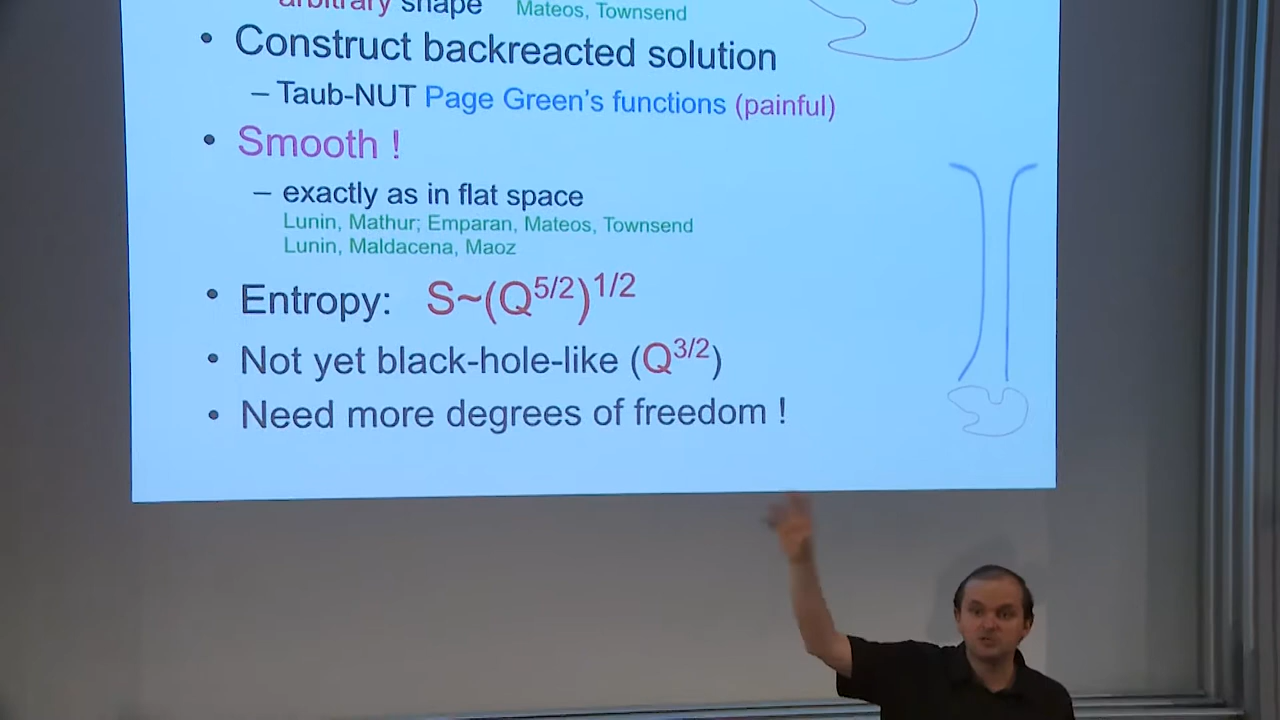 arbitrary shape Mateos, Townsend
• Construct backreacted solution
– Taub-NUT Page Green's functions (painful)
• Smooth !
– exactly as in flat space
Lunin, Mathur; Emparan, Mateos, Townsend
Lunin, Maldacena, Maoz
• Entropy: S~(Q^5/2)^1/2
• Not yet black-hole-like (Q^3/2)
• Need more degrees of freedom !